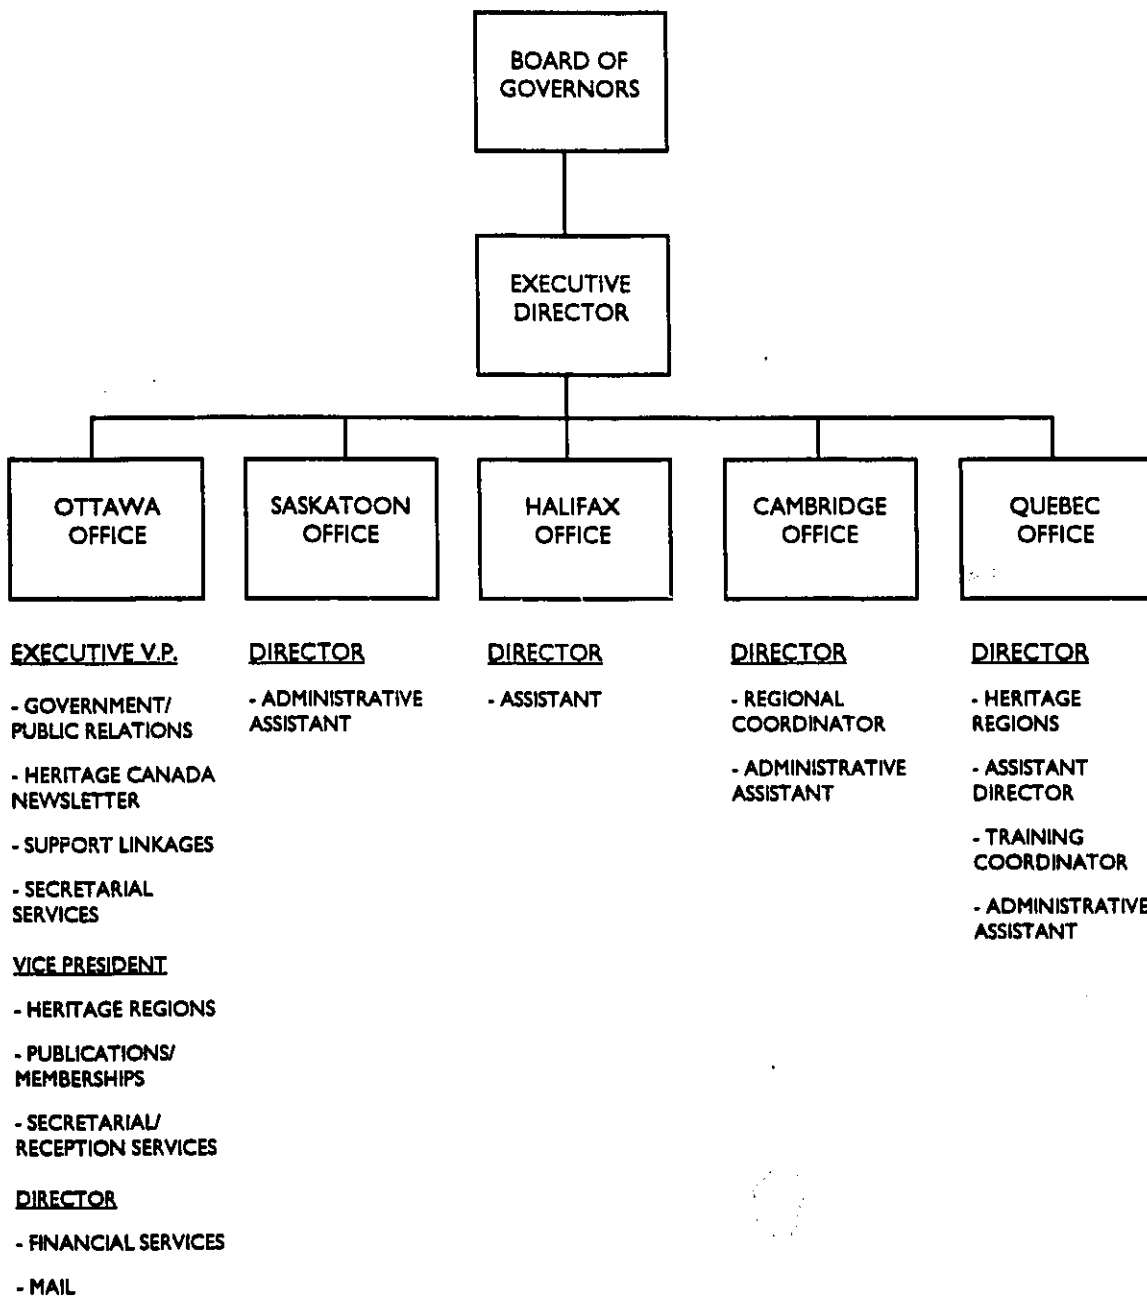 BOARD OF
GOVERNORS
EXECUTIVE
DIRECTOR
OTTAWA
OFFICE
SASKATOON
OFFICE
HALIFAX
OFFICE
CAMBRIDGE
OFFICE
QUEBEC
OFFICE
EXECUTIVE V.P.
- GOVERNMENT/
PUBLIC RELATIONS
- HERITAGE CANADA
NEWSLETTER
- SUPPORT LINKAGES
- SECRETARIAL
SERVICES
VICE PRESIDENT
- HERITAGE REGIONS
- PUBLICATIONS/
MEMBERSHIPS
- SECRETARIAL/
RECEPTION SERVICES
DIRECTOR
- FINANCIAL SERVICES
- MAIL
DIRECTOR
- ADMINISTRATIVE
ASSISTANT
DIRECTOR
- ASSISTANT
DIRECTOR
- REGIONAL
COORDINATOR
- ADMINISTRATIVE
ASSISTANT
DIRECTOR
- HERITAGE
REGIONS
- ASSISTANT
DIRECTOR
- TRAINING
COORDINATOR
- ADMINISTRATIVE
ASSISTANT